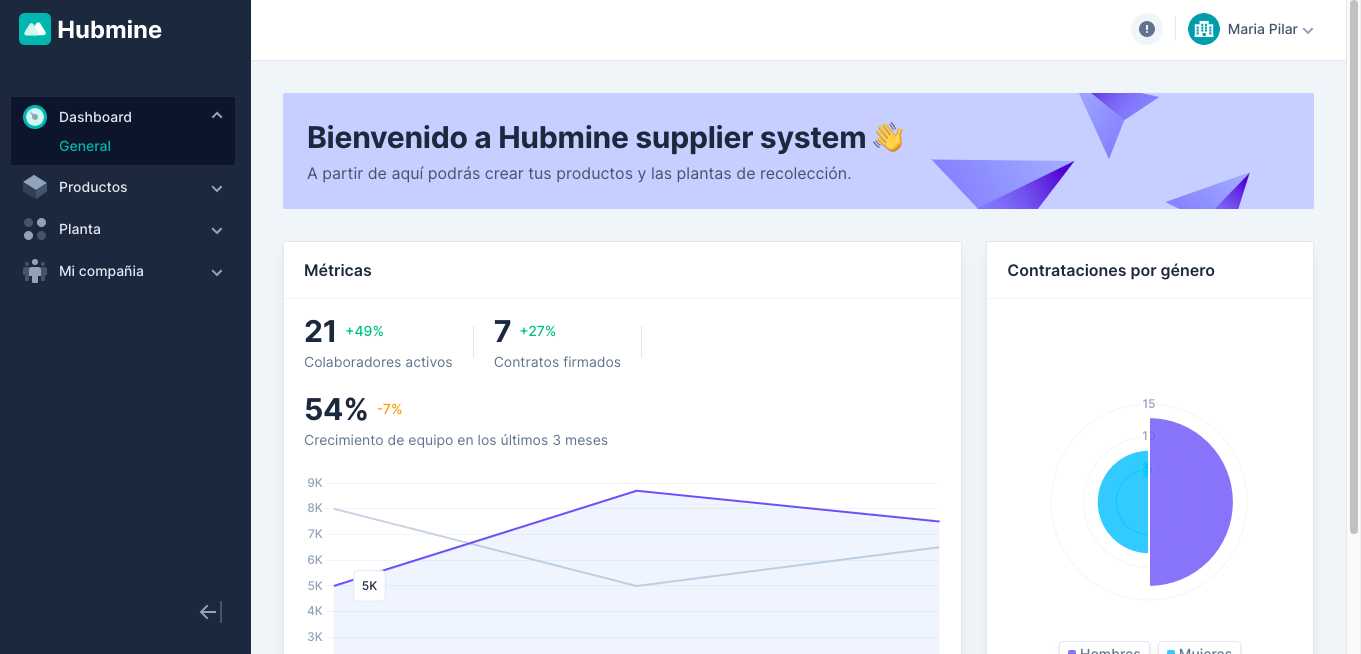 Hubmine
Maria Pilar
Dashboard
General
Productos
Planta
Mi compañia
Bienvenido a Hubmine supplier system
A partir de aquí podrás crear tus productos y las plantas de recolección.
Métricas
21 +49%
Colaboradores activos
7 +27%
Contratos firmados
54% -7%
Crecimiento de equipo en los últimos 3 meses
9K
8K
7K
6K
5K
4K
3K
5K
Contrataciones por género
15
10
5
Hombres
Mujeres